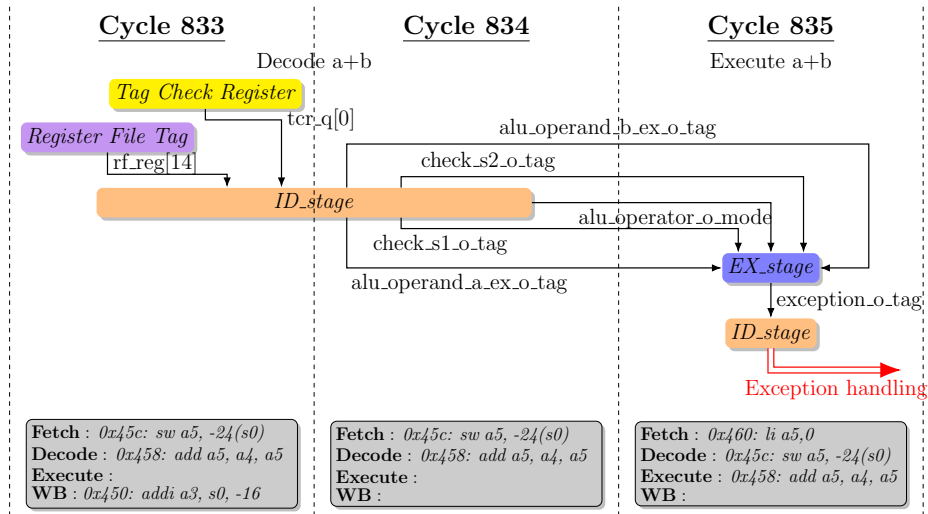 Cycle 833
Cycle 834
Cycle 835
Decode a+b
Execute a+b
Tag Check Register
tcr_q[0]
Register File Tag
rf_reg[14]
alu_operand_b_ex_o_tag
check_s2_o_tag
ID_stage
alu_operator_o_mode
check_s1_o_tag
EX_stage
alu_operand_a_ex_o_tag
exception_o_tag
ID_stage
Exception handling
Fetch : 0x45c: sw a5, -24(s0)
Decode : 0x458: add a5, a4, a5
Execute :
WB : 0x450: addi a3, s0, -16
Fetch : 0x45c: sw a5, -24(s0)
Decode : 0x458: add a5, a4, a5
Execute :
WB :
Fetch : 0x460: li a5,0
Decode : 0x45c: sw a5, -24(s0)
Execute : 0x458: add a5, a4, a5
WB :